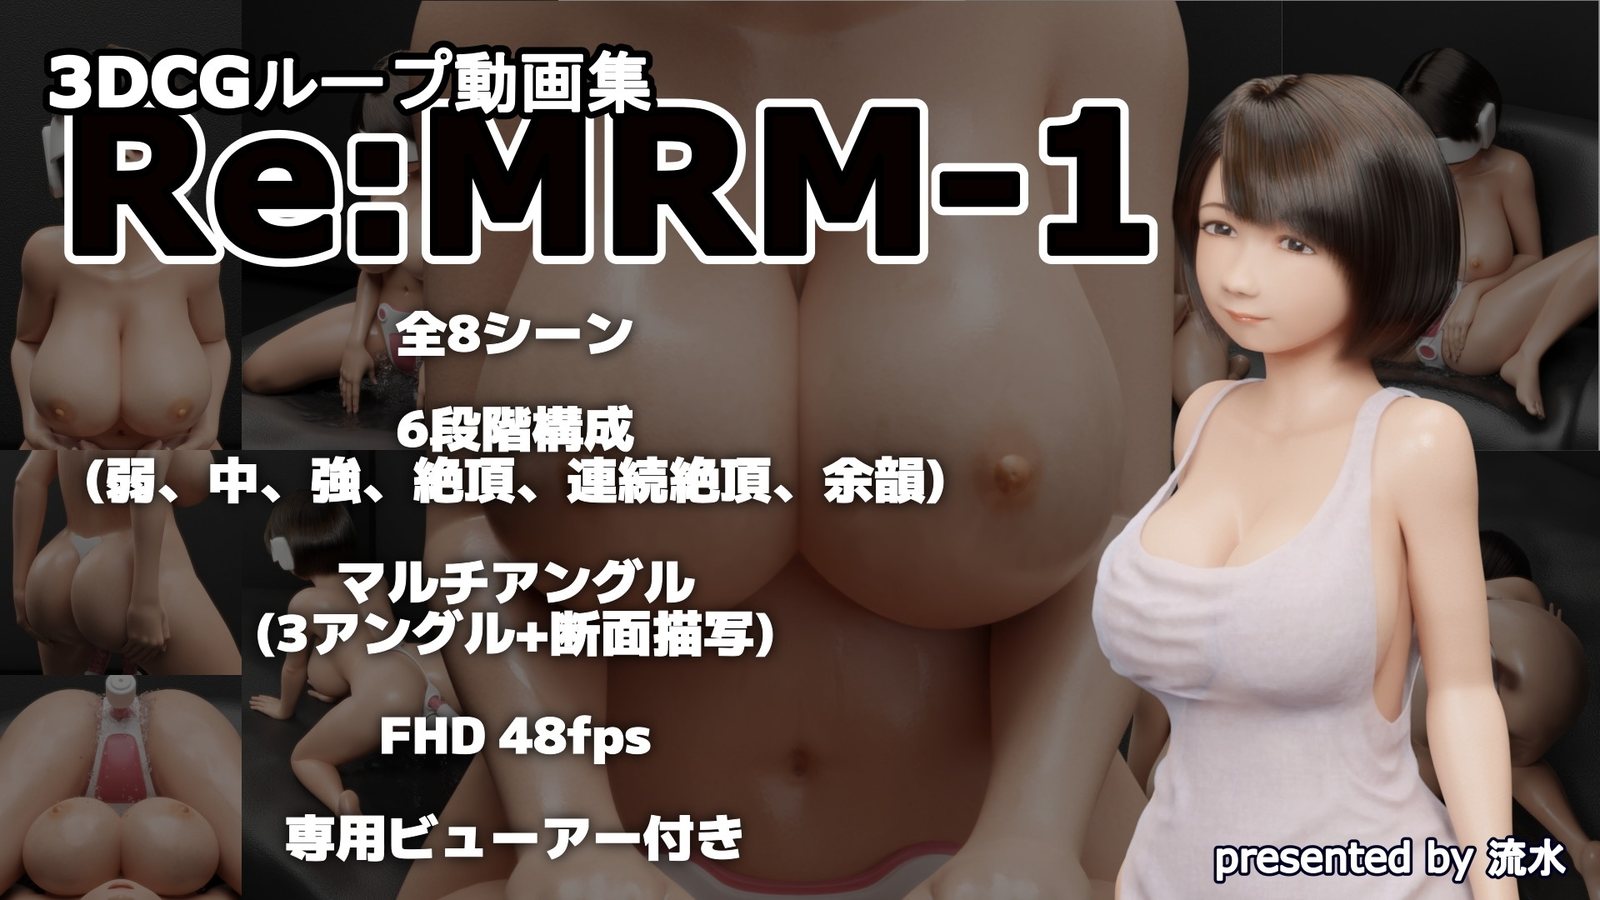 3DCGループ動画集
Re:MRM-1
全8シーン
6段階構成
(弱、中、強、絶頂、連続絶頂、余韻)
マルチアングル
(3アングル+断面描写)
FHD 48fps
専用ビューアー付き
presented by 流水